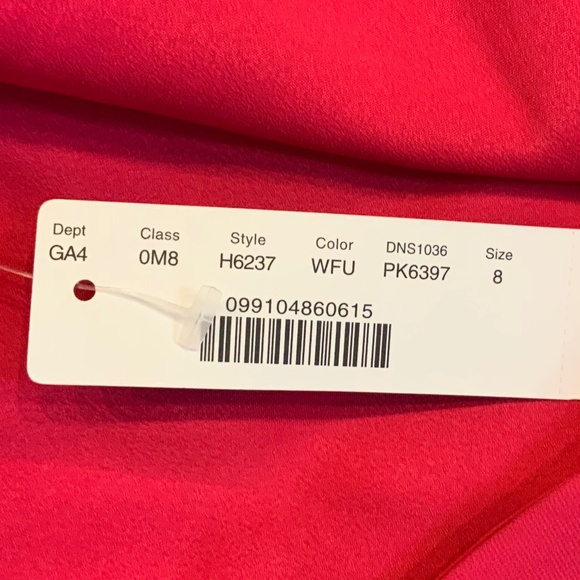 Dept Class Style Color DNS1036 Size
GA4 0M8 H6237 WFU PK6397 8
099104860615